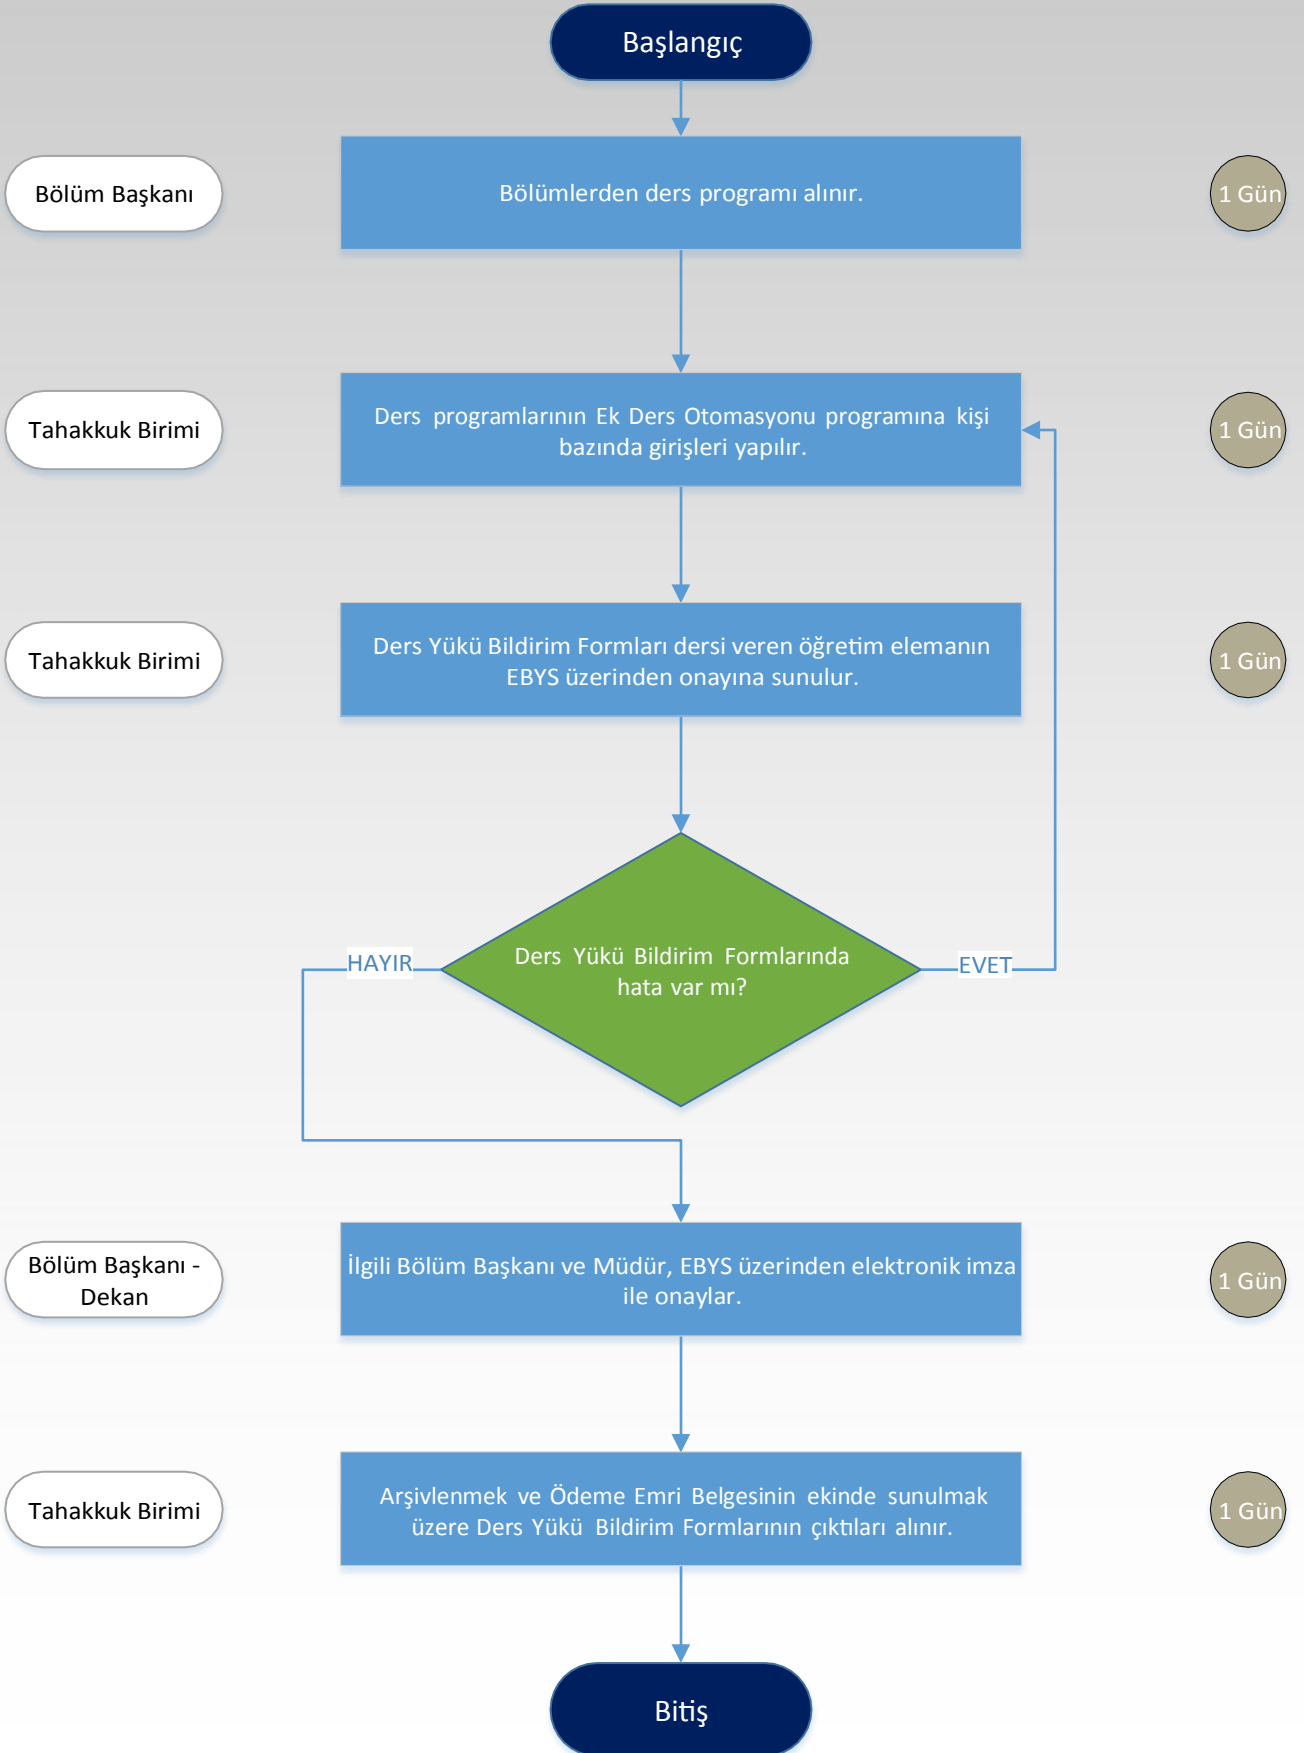 Başlangıç
Bölüm Başkanı
Bölümlerden ders programı alınır.
1 Gün
Tahakkuk Birimi
Ders programlarının Ek Ders Otomasyonu programına kişi
bazında girişleri yapılır.
1 Gün
Tahakkuk Birimi
Ders Yükü Bildirim Formları dersi veren öğretim elemanın
EBYS üzerinden onayına sunulur.
1 Gün
HAYIR
Ders Yükü Bildirim Formlarında
hata var mı?
EVET
Bölüm Başkanı -
Dekan
İlgili Bölüm Başkanı ve Müdür, EBYS üzerinden elektronik imza
ile onaylar.
1 Gün
Tahakkuk Birimi
Arşivlenmek ve Ödeme Emri Belgesinin ekinde sunulmak
üzere Ders Yükü Bildirim Formlarının çıktıları alınır.
1 Gün
Bitiş